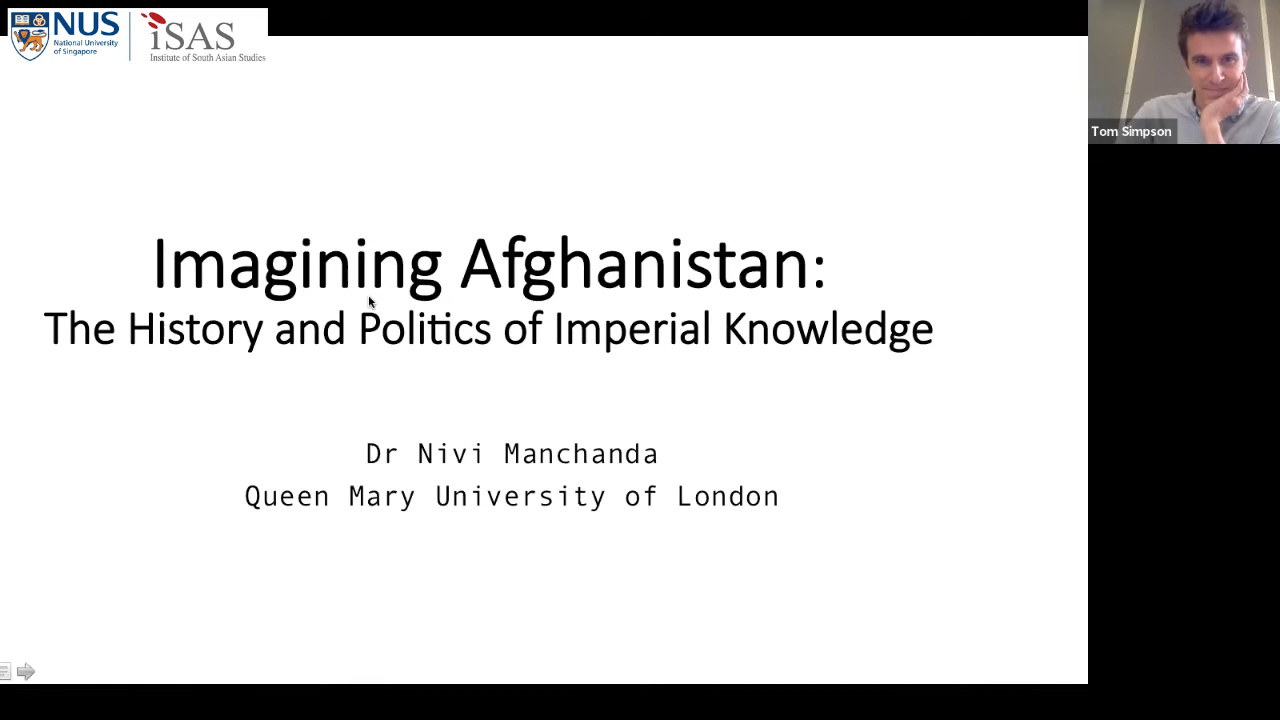 NUS
National University
of Singapore
iSAS
Institute of South Asian Studies
Tom Simpson
Imagining Afghanistan:
The History and Politics of Imperial Knowledge
Dr Nivi Manchanda
Queen Mary University of London